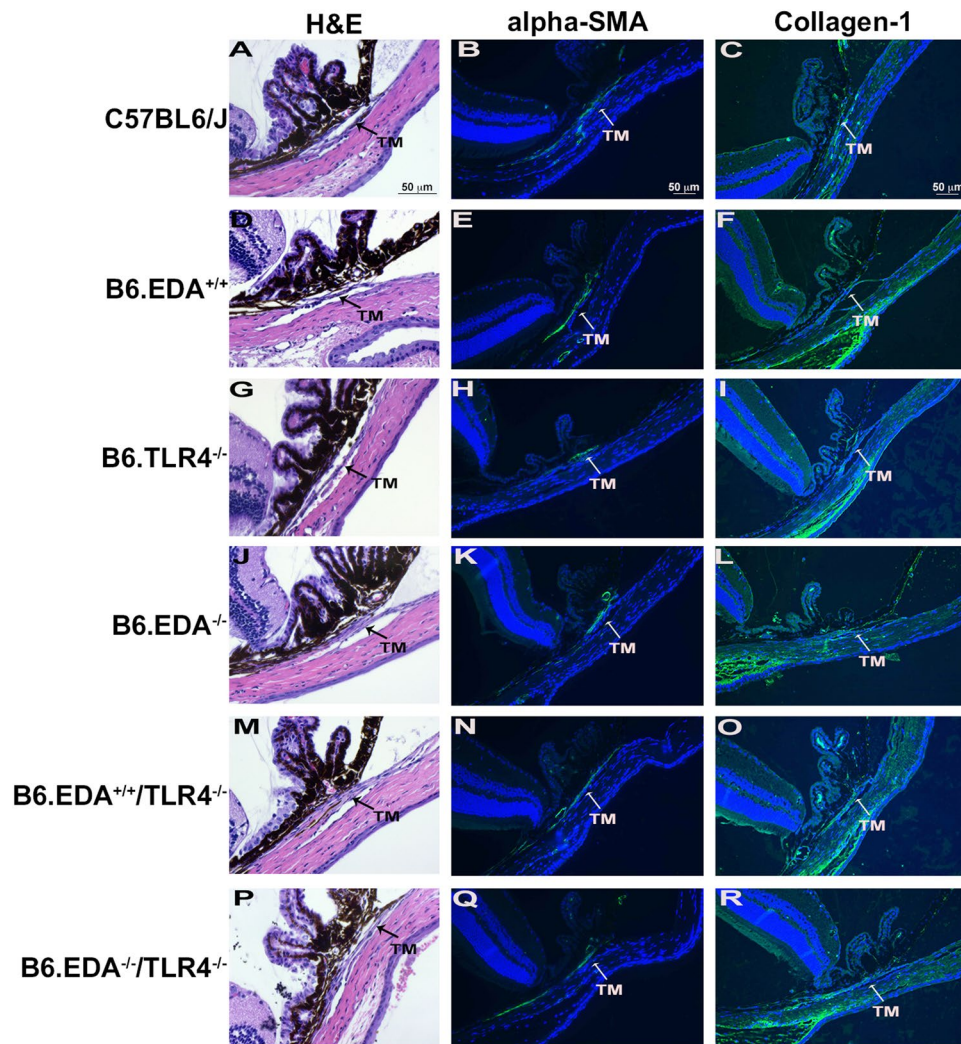 H&E alpha-SMA Collagen-1
C57BL6/J
A TM 50 μm
B TM 50 μm
C TM 50 μm
B6.EDA+/+
D TM
E TM
F TM
B6.TLR4-/-
G TM
H TM
I TM
B6.EDA-/-
J TM
K TM
L TM
B6.EDA+/+/TLR4-/-
M TM
N TM
O TM
B6.EDA-/-/TLR4-/-
P TM
Q TM
R TM